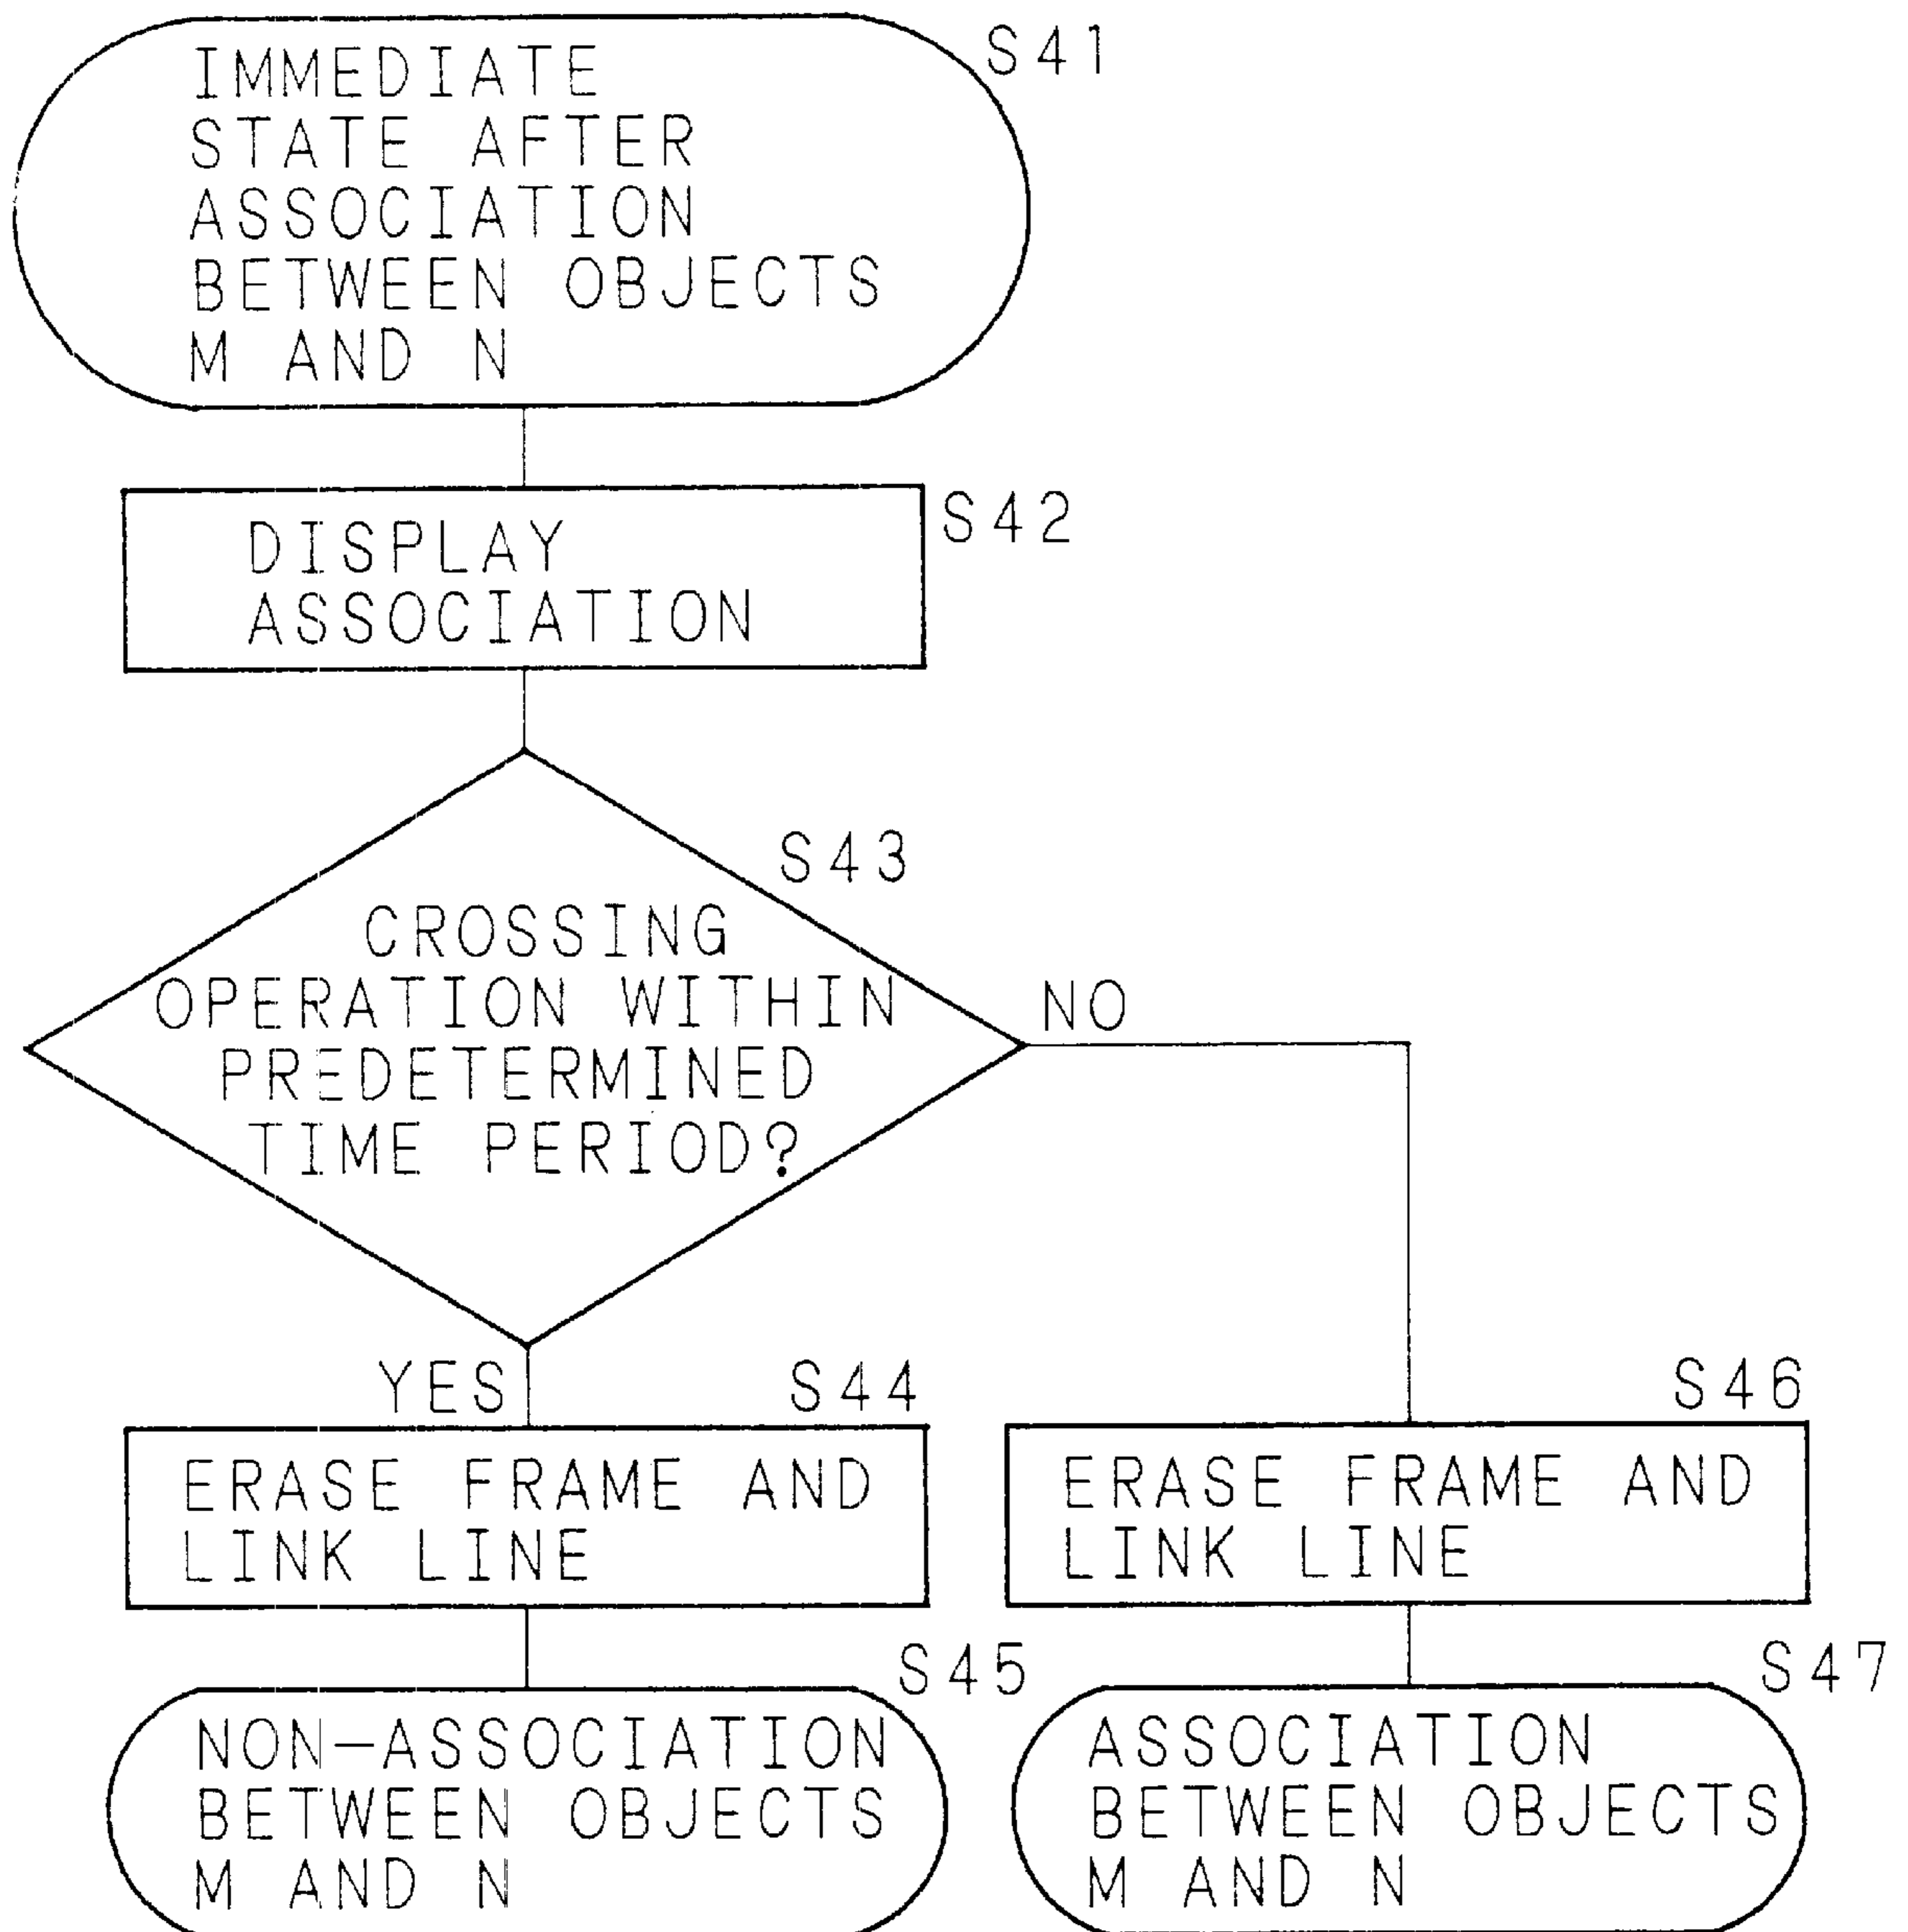 S41
IMMEDIATE
STATE AFTER
ASSOCIATION
BETWEEN OBJECTS
M AND N
S42
DISPLAY
ASSOCIATION
S43
CROSSING
OPERATION WITHIN
PREDETERMINED
TIME PERIOD?
NO
YES
S44
ERASE FRAME AND
LINK LINE
S46
ERASE FRAME AND
LINK LINE
S45
NON-ASSOCIATION
BETWEEN OBJECTS
M AND N
S47
ASSOCIATION
BETWEEN OBJECTS
M AND N